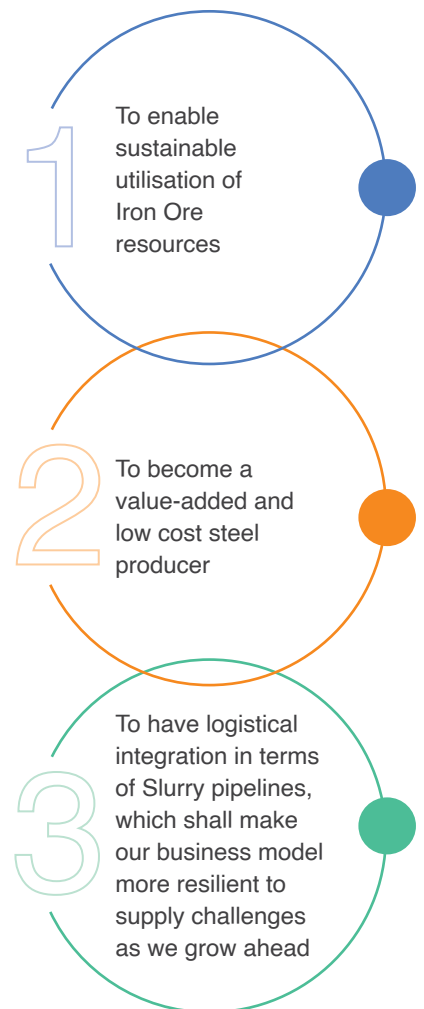 1
To enable
sustainable
utilisation of
Iron Ore
resources
2
To become a
value-added and
low cost steel
producer
3
To have logistical
integration in terms
of Slurry pipelines,
which shall make
our business model
more resilient to
supply challenges
as we grow ahead